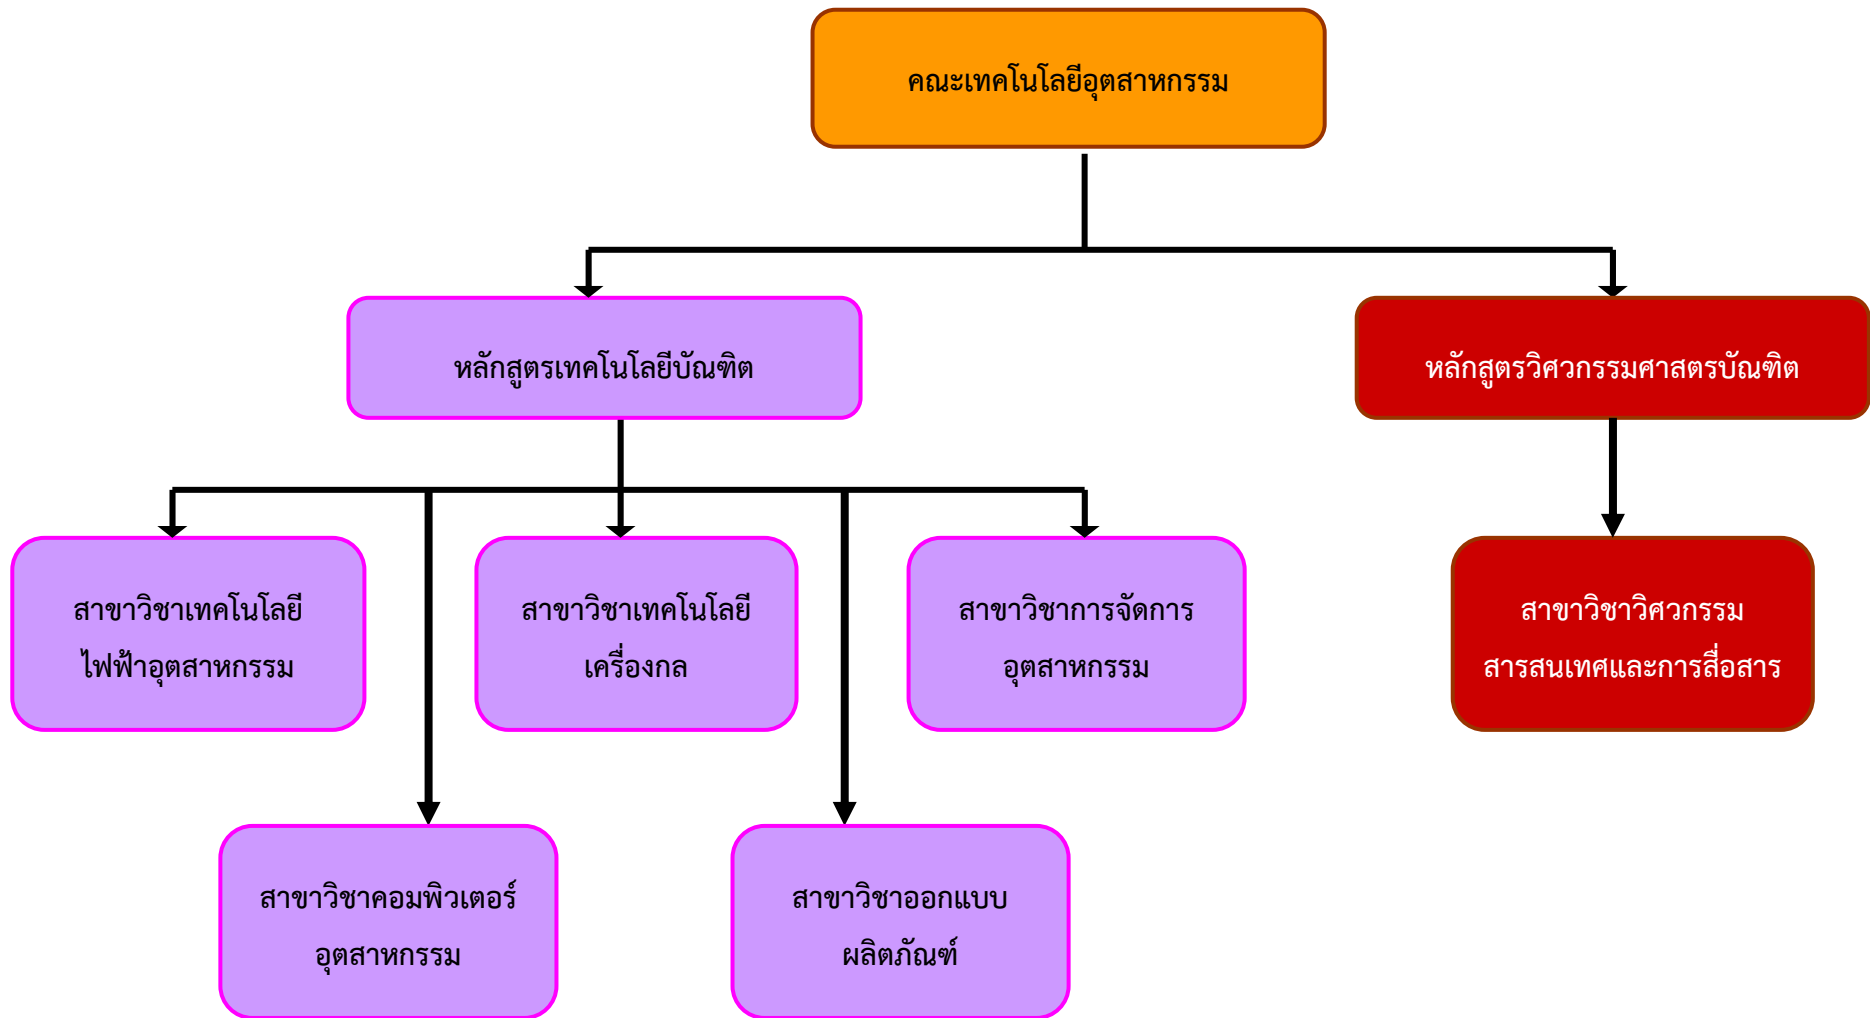 คณะเทคโนโลยีอุตสาหกรรม
หลักสูตรเทคโนโลยีบัณฑิต
หลักสูตรวิศวกรรมศาสตรบัณฑิต
สาขาวิชาเทคโนโลยี
ไฟฟ้าอุตสาหกรรม
สาขาวิชาเทคโนโลยี
เครื่องกล
สาขาวิชาการจัดการ
อุตสาหกรรม
สาขาวิชาวิศวกรรม
สารสนเทศและการสื่อสาร
สาขาวิชาคอมพิวเตอร์
อุตสาหกรรม
สาขาวิชาออกแบบ
ผลิตภัณฑ์